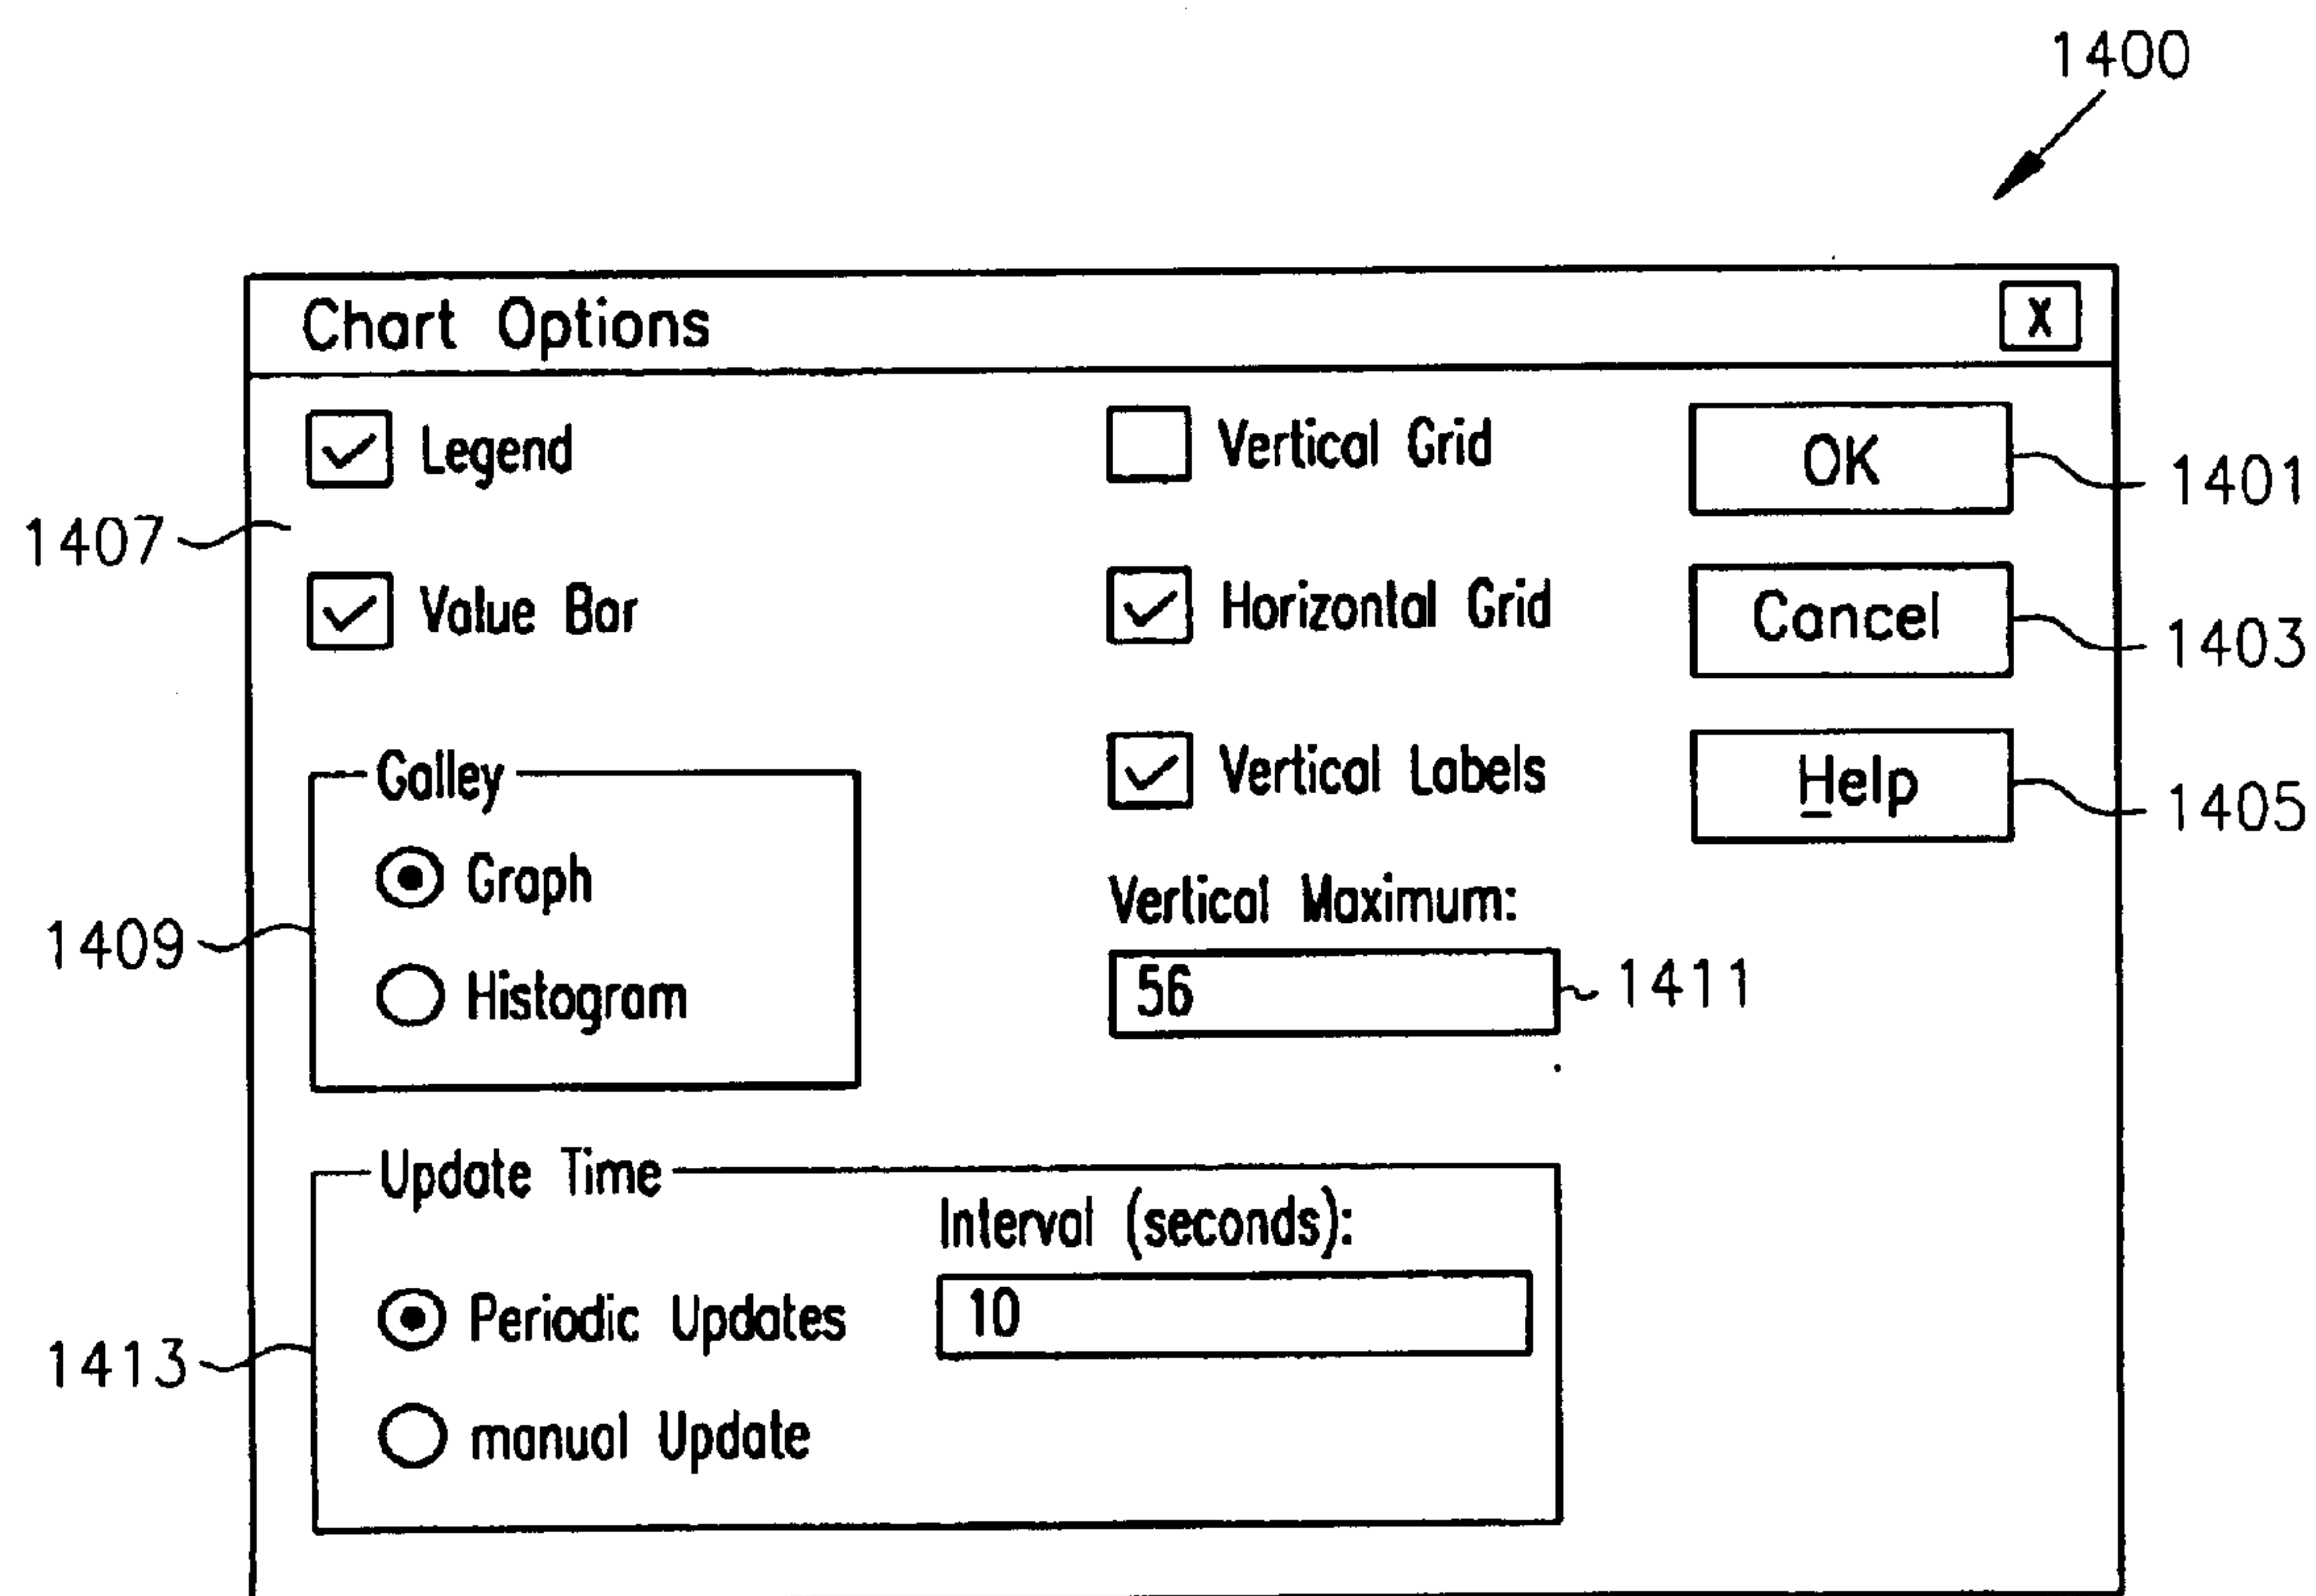 1400
Chart Options X
Legend
Vertical Grid
OK
1401
1407
Value Bar
Horizontal Grid
Cancel
1403
Galley
Vertical Labels
Help
1405
Graph
Vertical Maximum:
1409
Histogram
56
1411
Update Time
Interval (seconds):
Periodic Updates
10
1413
manual Update